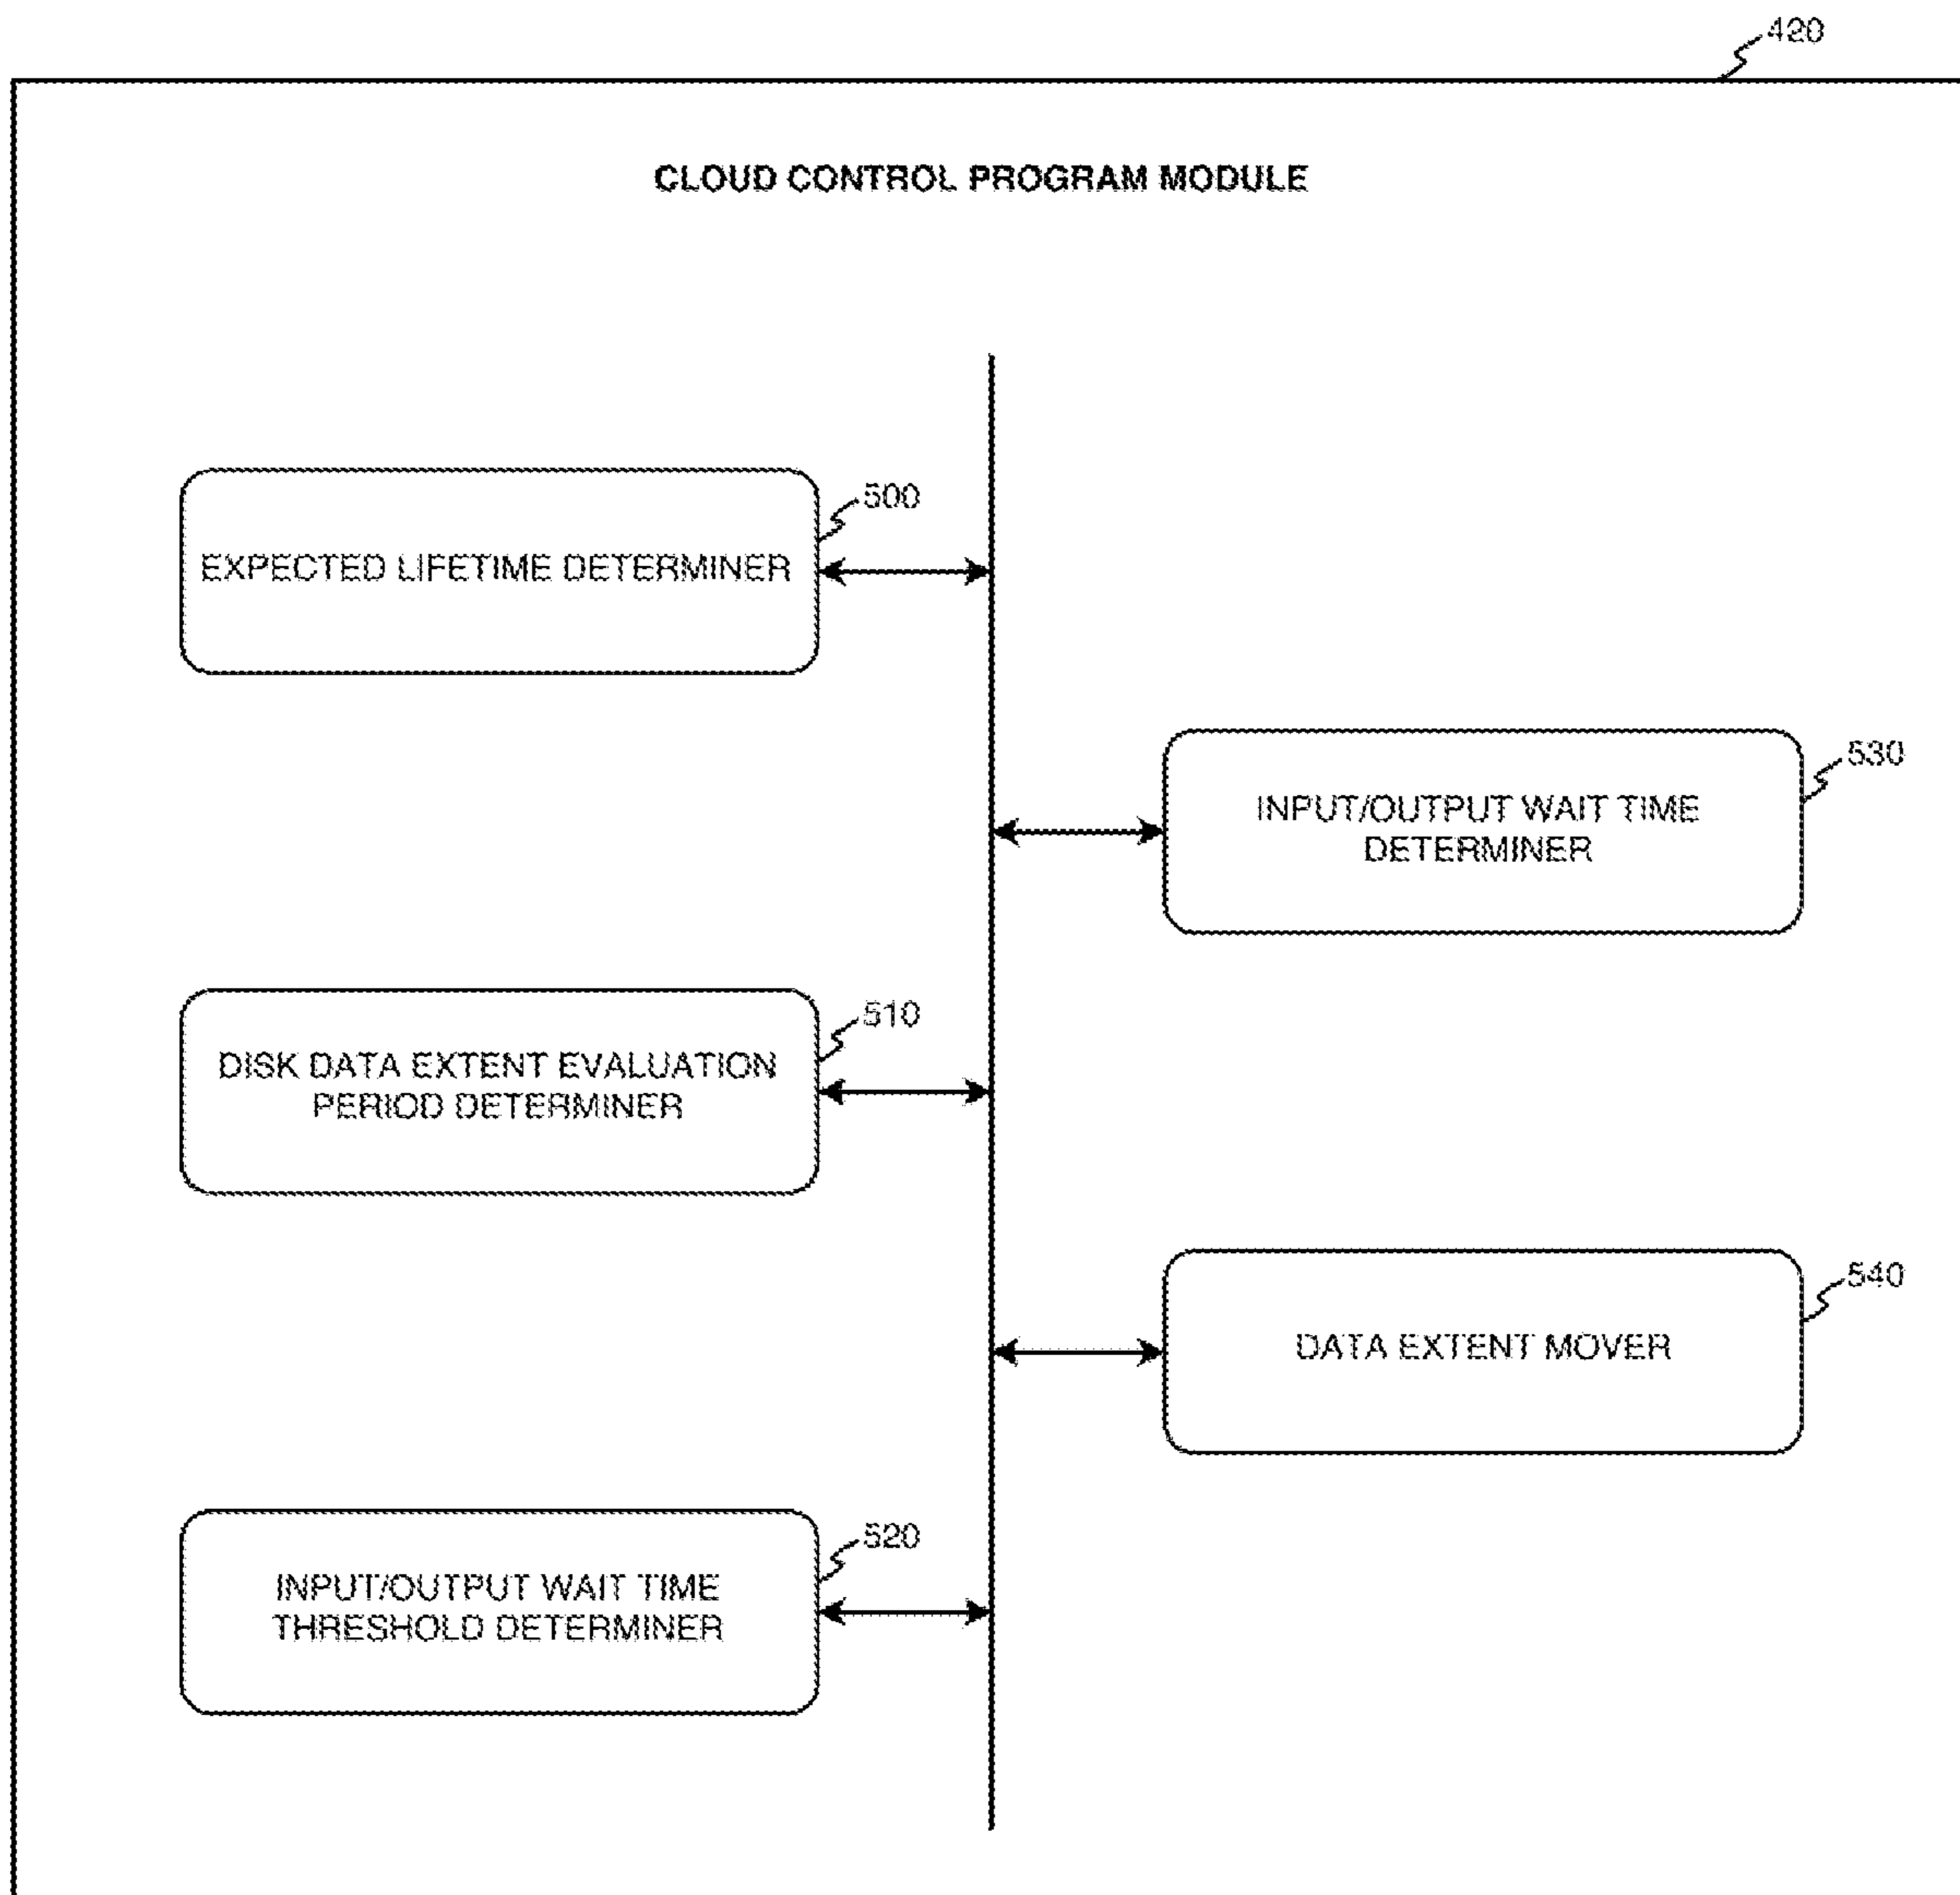 420
CLOUD CONTROL PROGRAM MODULE
500
EXPECTED LIFETIME DETERMINER
530
INPUT/OUTPUT WAIT TIME
DETERMINER
510
DISK DATA EXTENT EVALUATION
PERIOD DETERMINER
540
DATA EXTENT MOVER
520
INPUT/OUTPUT WAIT TIME
THRESHOLD DETERMINER